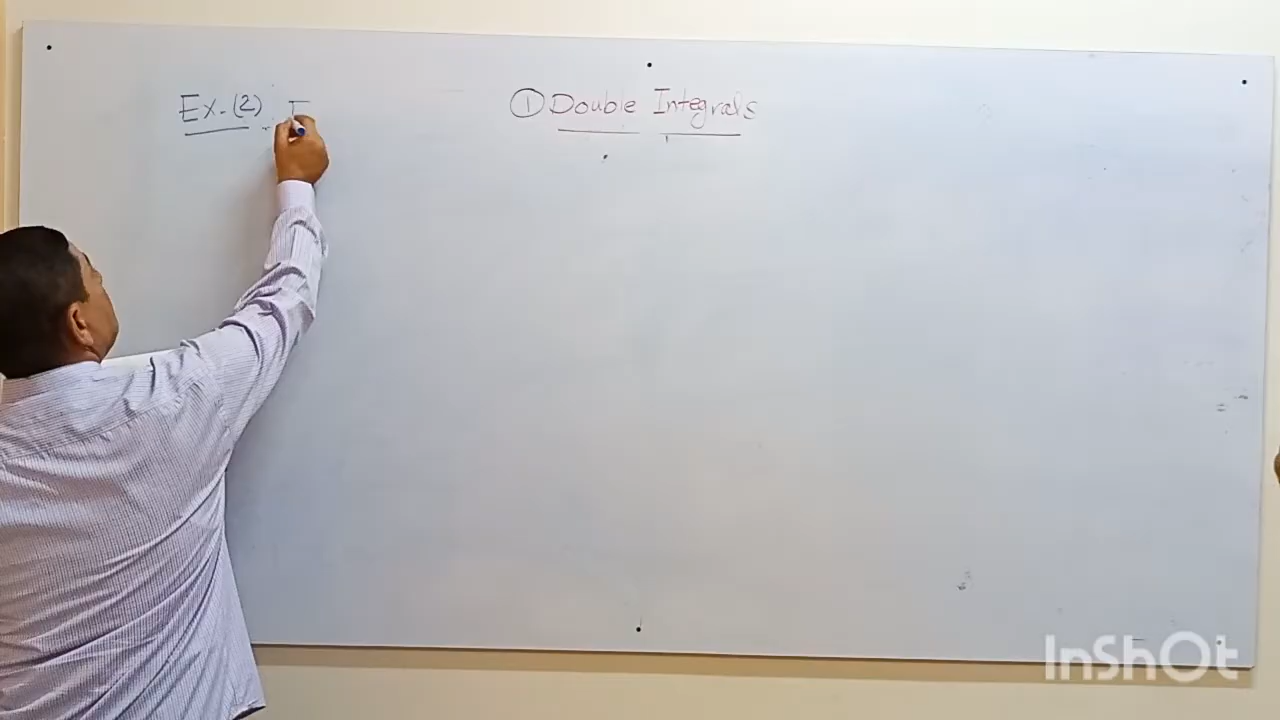 Ex-(2):
① Double Integrals
InShOt